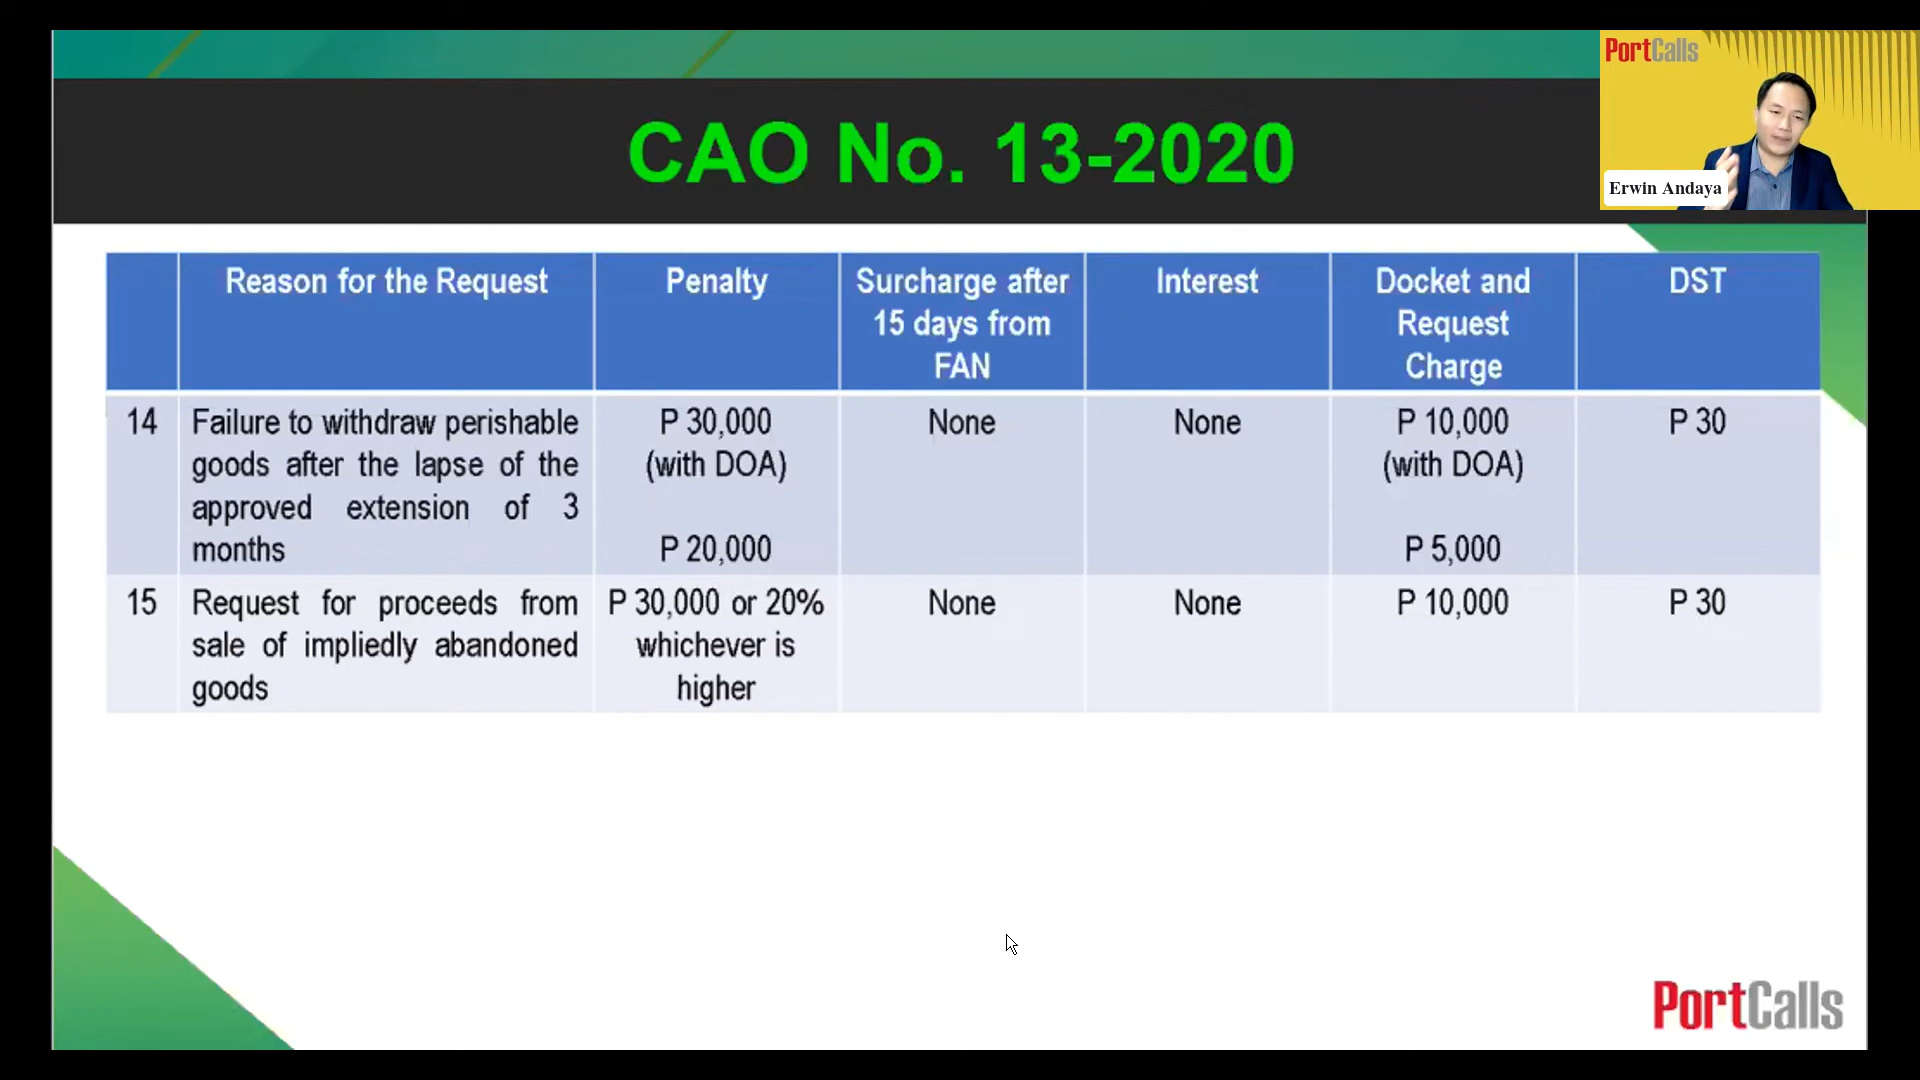 PortCalls
Erwin Andaya
CAO No. 13-2020
Reason for the Request
Penalty
Surcharge after
15 days from
FAN
Interest
Docket and
Request
Charge
DST
14
Failure to withdraw perishable
goods after the lapse of the
approved extension of 3
months
P 30,000
(with DOA)
P 20,000
None
None
P 10,000
(with DOA)
P 5,000
P 30
15
Request for proceeds from
sale of impliedly abandoned
goods
P 30,000 or 20%
whichever is
higher
None
None
P 10,000
P 30
PortCalls